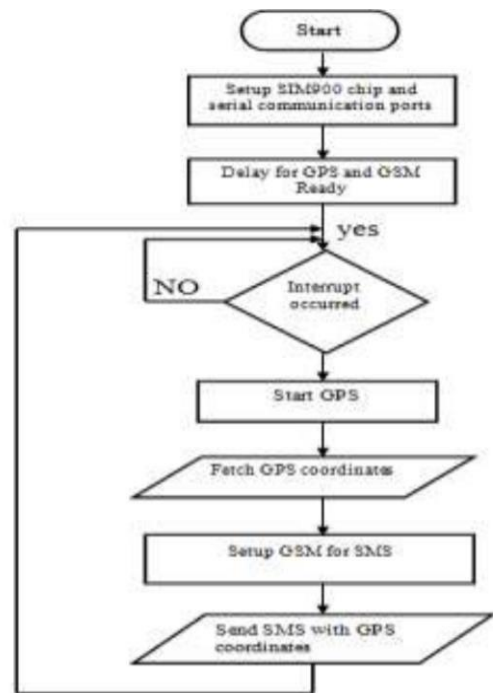 Start
Setup SIM900 chip and
serial communication ports
Delay for GPS and GSM
Ready
yes
NO
Interrupt
occurred
Start GPS
Fetch GPS coordinates
Setup GSM for SMS
Send SMS with GPS
coordinates